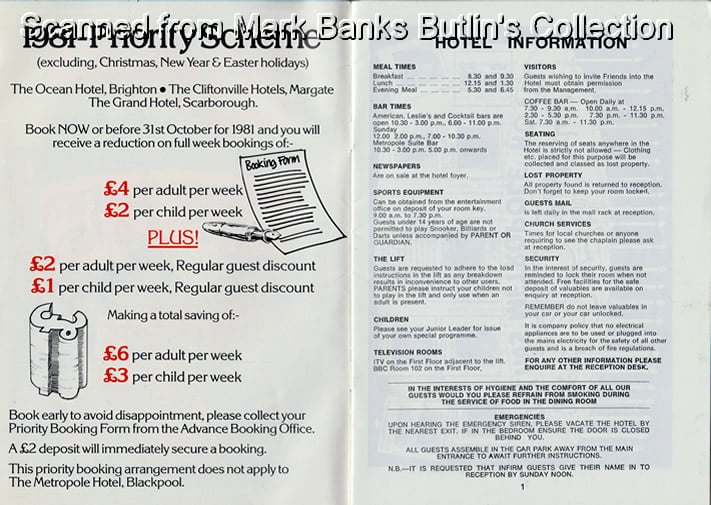 Scanned from Mark Banks Butlin's Collection
1981 Priority Scheme
(excluding, Christmas, New Year & Easter holidays)
The Ocean Hotel, Brighton ● The Cliftonville Hotels, Margate
The Grand Hotel, Scarborough.
Book NOW or before 31st October for 1981 and you will
receive a reduction on full week bookings of:-
Booking Form
£4 per adult per week
£2 per child per week
PLUS!
£2 per adult per week, Regular guest discount
£1 per child per week, Regular guest discount
Making a total saving of:-
£6 per adult per week
£3 per child per week
Book early to avoid disappointment, please collect your
Priority Booking Form from the Advance Booking Office.
A £2 deposit will immediately secure a booking.
This priority booking arrangement does not apply to
The Metropole Hotel, Blackpool.
HOTEL INFORMATION
MEAL TIMES
Breakfast — — — — — 8.30 and 9.30
Lunch — — — — — 12.15 and 1.30
Evening Meal — — — — 5.30 and 6.45
BAR TIMES
American, Leslie's and Cocktail bars are
open 10.30 - 3.00 p.m., 6.00 - 11.00 p.m.
Sunday
12.00 2.00 p.m., 7.00 - 10.30 p.m.
Metropole Suite Bar
10.30 - 3.00 p.m. 5.00 p.m. onwards
NEWSPAPERS
Are on sale at the hotel foyer.
SPORTS EQUIPMENT
Can be obtained from the entertainment
office on deposit of your room key.
9.00 a.m. to 7.30 p.m.
Guests under 14 years of age are not
permitted to play Snooker, Billiards or
Darts unless accompanied by PARENT OR
GUARDIAN.
THE LIFT
Guests are requested to adhere to the load
instructions in the lift as any breakdown
results in inconvenience to other users.
PARENTS please instruct your children not
to play in the lift and only use when an
adult is present.
CHILDREN
Please see your Junior Leader for issue
of your own special programme.
TELEVISION ROOMS
ITV on the First Floor adjacent to the lift.
BBC Room 102 on the First Floor,
VISITORS
Guests wishing to invite Friends into the
Hotel must obtain permission
from the Management.
COFFEE BAR — Open Daily at
7.30 - 9.30 a.m. 10.00 a.m. - 12.15 p.m.
2.30 - 5.30 p.m. 7.30 p.m. - 11.30 p.m.
Sat. 7.30 a.m. - 11.30 p.m.
SEATING
The reserving of seats anywhere in the
Hotel is strictly not allowed — Clothing
etc. placed for this purpose will be
collected and classed as lost property.
LOST PROPERTY
All property found is returned to reception.
Don't forget to keep your room locked.
GUESTS MAIL
is left daily in the mail rack at reception.
CHURCH SERVICES
Times for local churches or anyone
requiring to see the chaplain please ask
at reception.
SECURITY
In the interest of security, guests are
reminded to lock their room when not
attended. Free facilities for the safe
deposit of valuables are available on
enquiry at reception.
REMEMBER do not leave valuables in
your car or your car unlocked.
It is company policy that no electrical
appliances are to be used or plugged into
the mains electricity for the safety of all other
guests and is a breach of fire regulations.
FOR ANY OTHER INFORMATION PLEASE
ENQUIRE AT THE RECEPTION DESK.
IN THE INTERESTS OF HYGIENE AND THE COMFORT OF ALL OUR
GUESTS WOULD YOU PLEASE REFRAIN FROM SMOKING DURING
THE SERVICE OF FOOD IN THE DINING ROOM
EMERGENCIES
UPON HEARING THE EMERGENCY SIREN, PLEASE VACATE THE HOTEL BY
THE NEAREST EXIT. IF IN THE BEDROOM ENSURE THE DOOR IS CLOSED
BEHIND YOU.
ALL GUESTS ASSEMBLE IN THE CAR PARK AWAY FROM THE MAIN
ENTRANCE TO AWAIT FURTHER INSTRUCTIONS.
N.B.—IT IS REQUESTED THAT INFIRM GUESTS GIVE THEIR NAME IN TO
RECEPTION BY SUNDAY NOON.
1